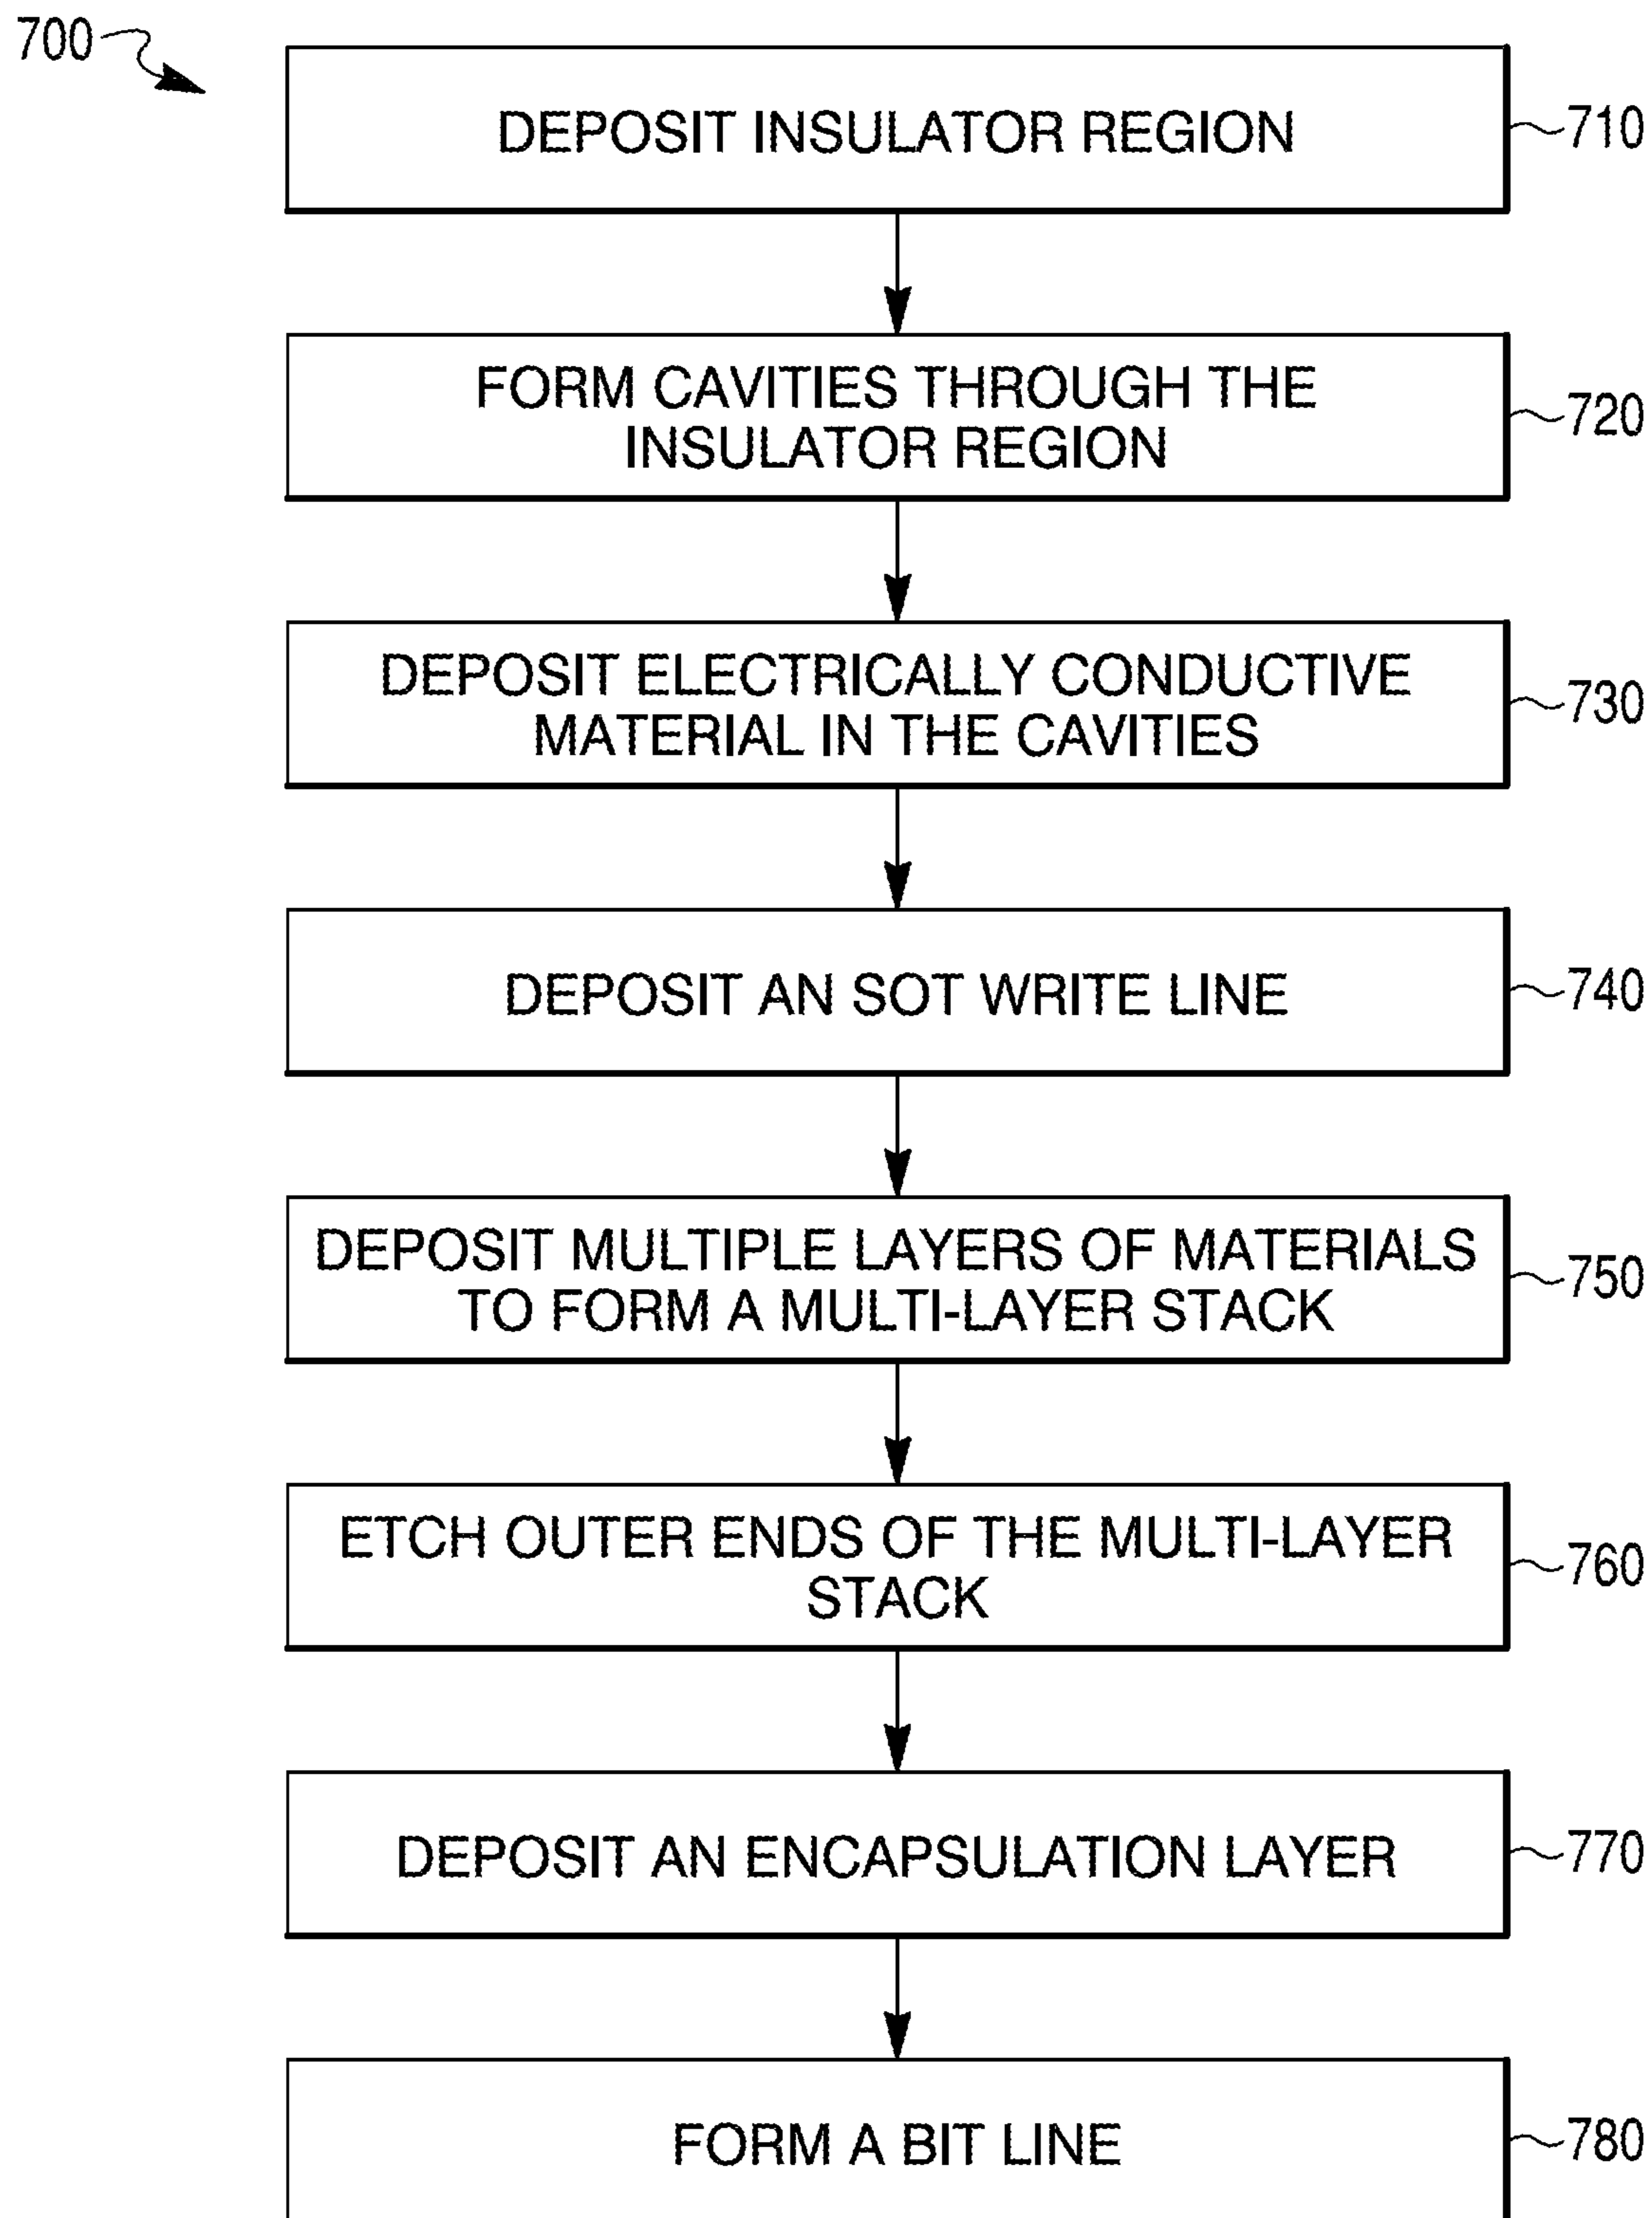 700
DEPOSIT INSULATOR REGION
710
FORM CAVITIES THROUGH THE
INSULATOR REGION
720
DEPOSIT ELECTRICALLY CONDUCTIVE
MATERIAL IN THE CAVITIES
730
DEPOSIT AN SOT WRITE LINE
740
DEPOSIT MULTIPLE LAYERS OF MATERIALS
TO FORM A MULTI-LAYER STACK
750
ETCH OUTER ENDS OF THE MULTI-LAYER
STACK
760
DEPOSIT AN ENCAPSULATION LAYER
770
FORM A BIT LINE
780